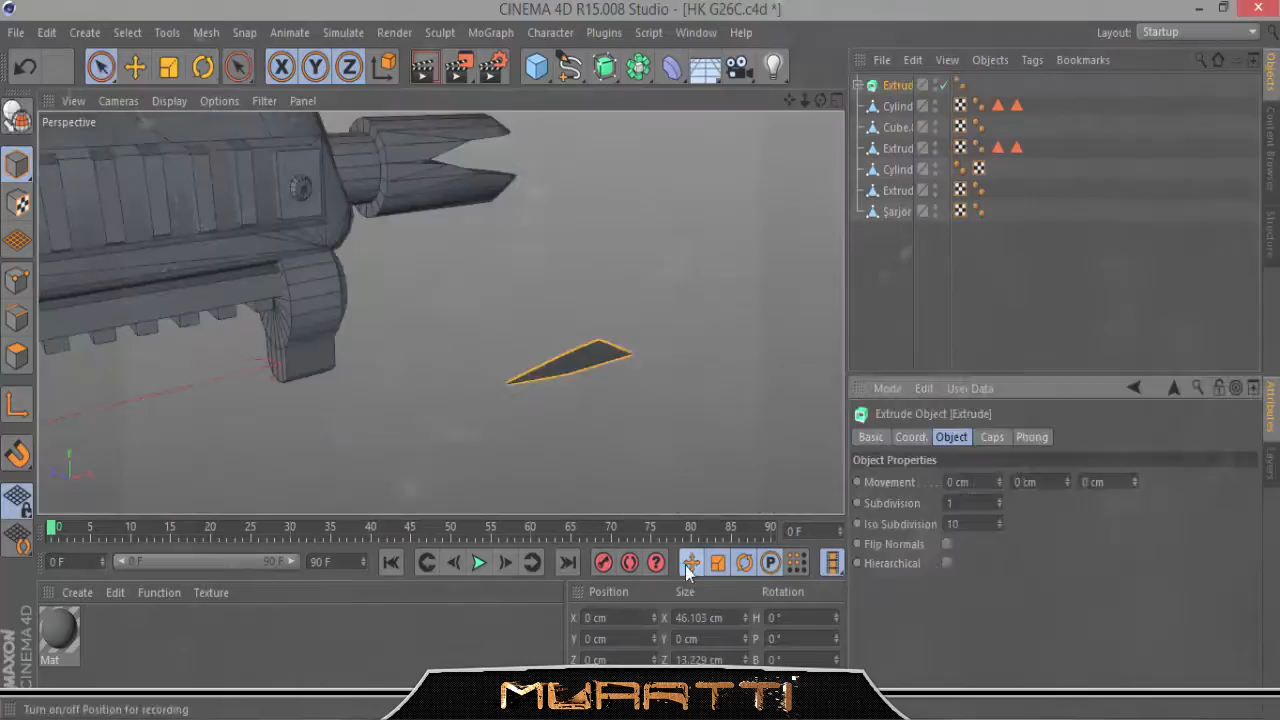 CINEMA 4D R15.008 Studio - [HK G26C.c4d *]
File Edit Create Select Tools Mesh Snap Animate Simulate Render Sculpt MoGraph Character Plugins Script Window Help
Layout: Startup
File Edit View Objects Tags Bookmarks
View Cameras Display Options Filter Panel
Perspective
Extrud
Cylind
Cube.
Extrud
Cylind
Extrud
Şarjör
Objects
Content Browser
Structure
Mode Edit User Data
Extrude Object [Extrude]
Basic Coord. Object Caps Phong
Object Properties
Movement . . . . 0 cm 0 cm 0 cm
Subdivision 1
Iso Subdivision 10
Flip Normals
Hierarchical
Attributes
Layers
Y
0 5 10 15 20 25 30 35 40 45 50 55 60 65 70 75 80 85 90 0 F
0 F 0 F 90 F 90 F
P
Create Edit Function Texture
Mat
MAXON
CINEMA 4D
Position Size Rotation
X 0 cm X 46.103 cm H 0 °
Y 0 cm Y 0 cm P 0 °
Z 0 cm Z 13.229 cm B 0 °
MURATTI
Turn on/off Position for recording